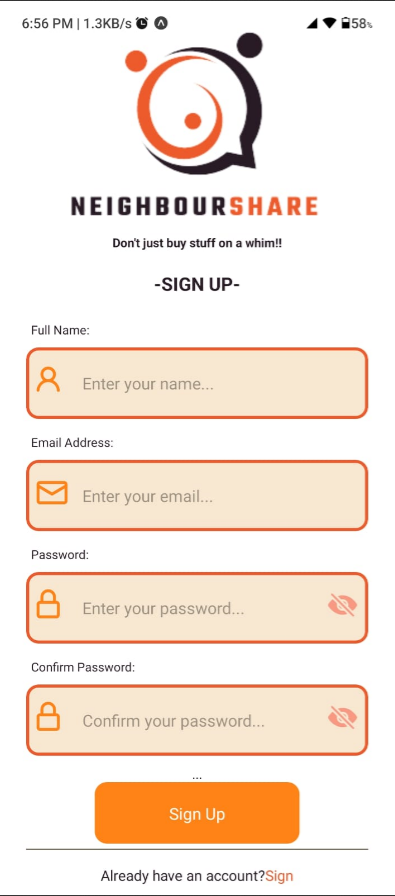 6:56 PM | 1.3KB/s
58%
NEIGHBOURSHARE
Don't just buy stuff on a whim!!
-SIGN UP-
Full Name:
Enter your name...
Email Address:
Enter your email...
Password:
Enter your password...
Confirm Password:
Confirm your password...
...
Sign Up
Already have an account?Sign